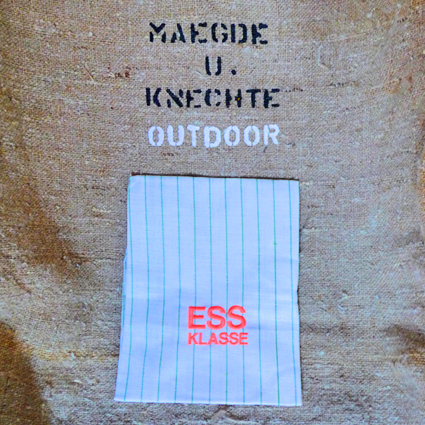 MAEGDE
U.
KNECHTE
OUTDOOR
ESS
KLASSE